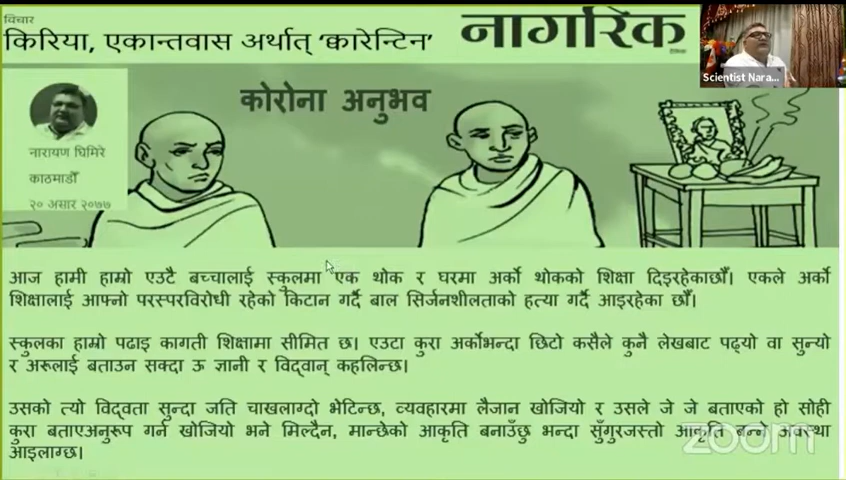 विचार
किरिया, एकान्तवास अर्थात् ‘क्वारेन्टिन’
नागरिक
दैनिक
Scientist Nara...
कोरोना अनुभव
नारायण घिमिरे
काठमाडौँ
२० असार २०७७
आज हामी हाम्रो एउटै बच्चालाई स्कुलमा एक थोक र घरमा अर्को थोकको शिक्षा दिइरहेकाछौँ। एकले अर्को
शिक्षालाई आफ्नो परस्परविरोधी रहेको किटान गर्दै बाल सिर्जनशीलताको हत्या गर्दै आइरहेका छौँ।
स्कुलका हाम्रो पढाइ कागती शिक्षामा सीमित छ। एउटा कुरा अर्कोभन्दा छिटो कसैले कुनै लेखबाट पढ्यो वा सुन्यो
र अरूलाई बताउन सक्दा ऊ ज्ञानी र विद्वान् कहलिन्छ।
उसको त्यो विद्वता सुन्दा जति चाखलाग्दो भेटिन्छ, व्यवहारमा लैजान खोजियो र उसले जे जे बताएको हो सोही
कुरा बताएअनुरूप गर्न खोजियो भने मिल्दैन, मान्छेको आकृति बनाउँछु भन्दा सुँगुरजस्तो आकृति बन्ने अवस्था
आइलाग्छ।
zoom